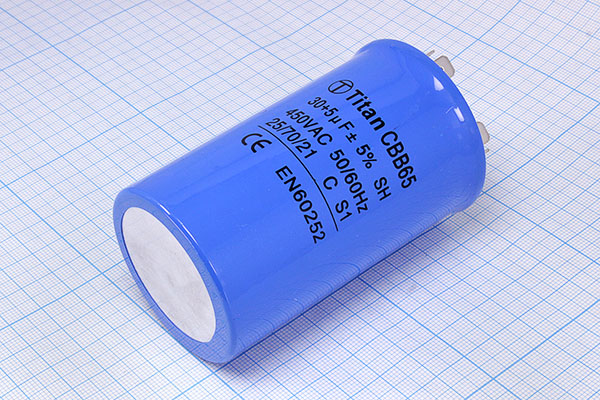 Titan CBB65
30+5µF± 5% SH
450VAC 50/60Hz
25/70/21 C S1
CE EN60252